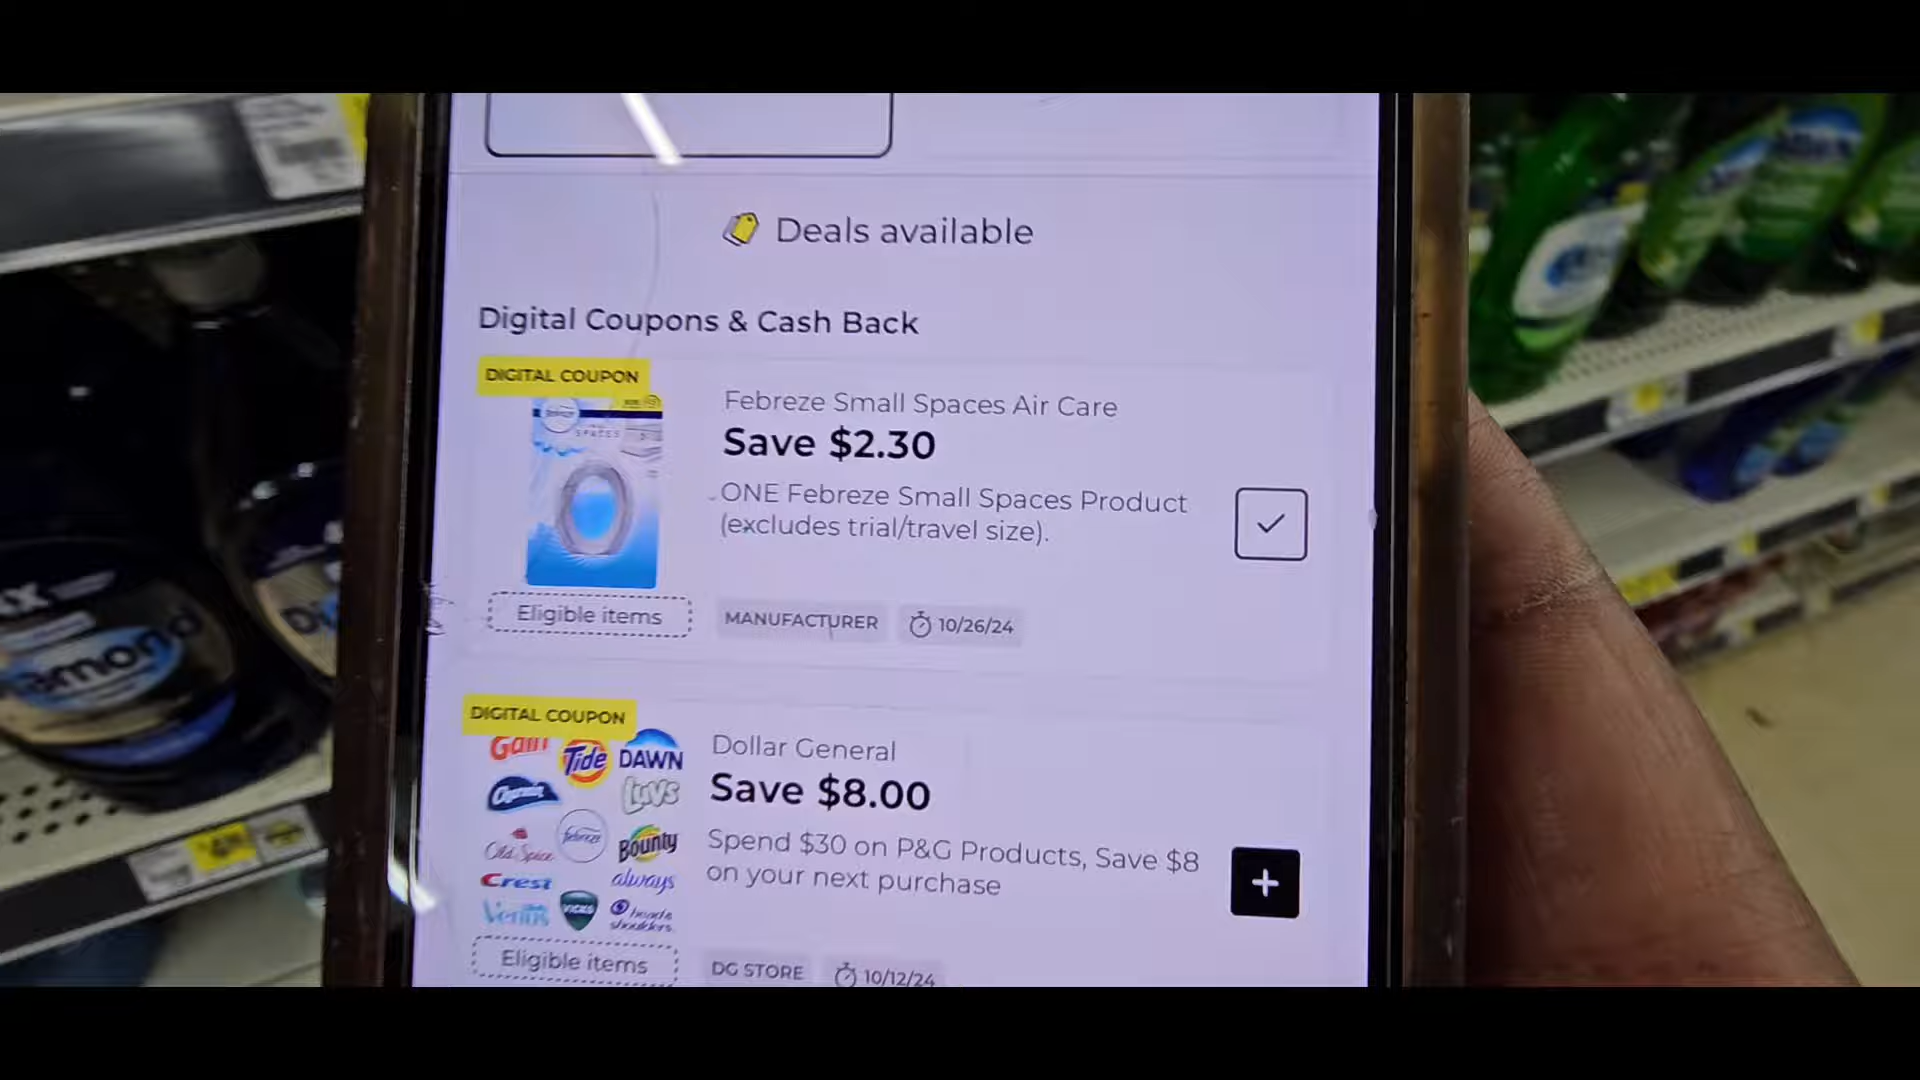 Deals available
Digital Coupons & Cash Back
DIGITAL COUPON
febreze
SPACES
Febreze Small Spaces Air Care
Save $2.30
ONE Febreze Small Spaces Product
(excludes trial/travel size).
Eligible items
MANUFACTURER
10/26/24
DIGITAL COUPON
Gain
Tide
DAWN
Charmin
Luvs
Old Spice
febreze
Bounty
Crest
always
Venus
VICKS
head &
shoulders
Dollar General
Save $8.00
Spend $30 on P&G Products, Save $8
on your next purchase
Eligible items
DG STORE
10/12/24